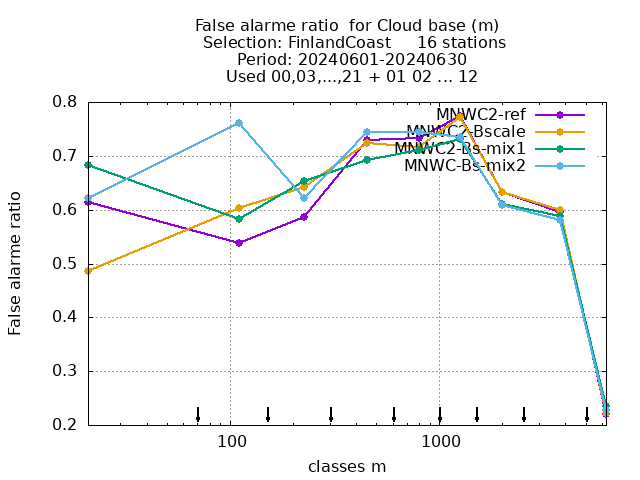 False alarme ratio  for Cloud base (m)
Selection: FinlandCoast     16 stations
Period: 20240601-20240630
Used 00,03,...,21 + 01 02 ... 12
MNWC2-ref
MNWC2-Bscale
MNWC2-Bs-mix1
MNWC-Bs-mix2
False alarme ratio
0.8
0.7
0.6
0.5
0.4
0.3
0.2
100
1000
classes m